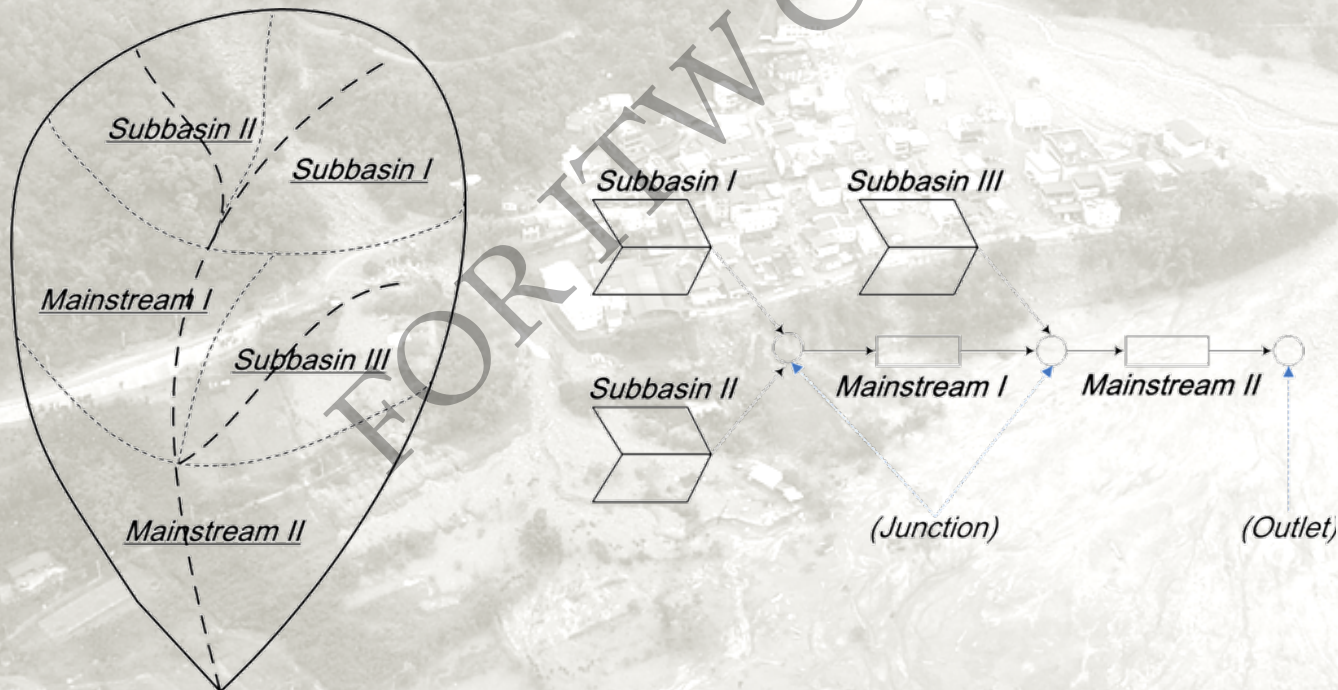 Subbasin II
Subbasin I
Mainstream I
Subbasin III
Mainstream II
Subbasin I
Subbasin III
Subbasin II
Mainstream I
Mainstream II
(Junction)
(Outlet)
FOR ITW